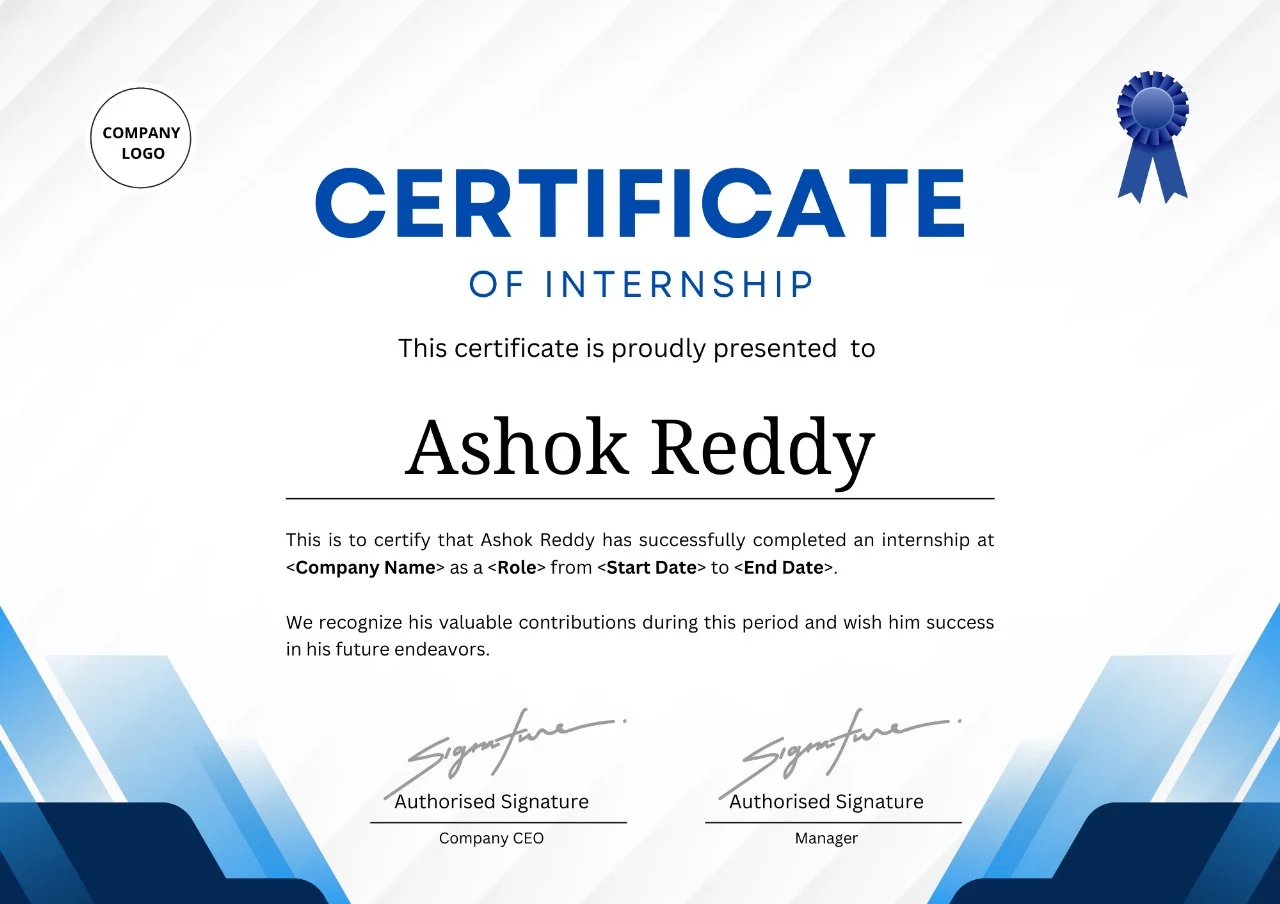 COMPANY
LOGO
CERTIFICATE
OF INTERNSHIP
This certificate is proudly presented to
Ashok Reddy
This is to certify that Ashok Reddy has successfully completed an internship at
<Company Name> as a <Role> from <Start Date> to <End Date>.
We recognize his valuable contributions during this period and wish him success
in his future endeavors.
Signature Signature
Authorised Signature Authorised Signature
Company CEO Manager